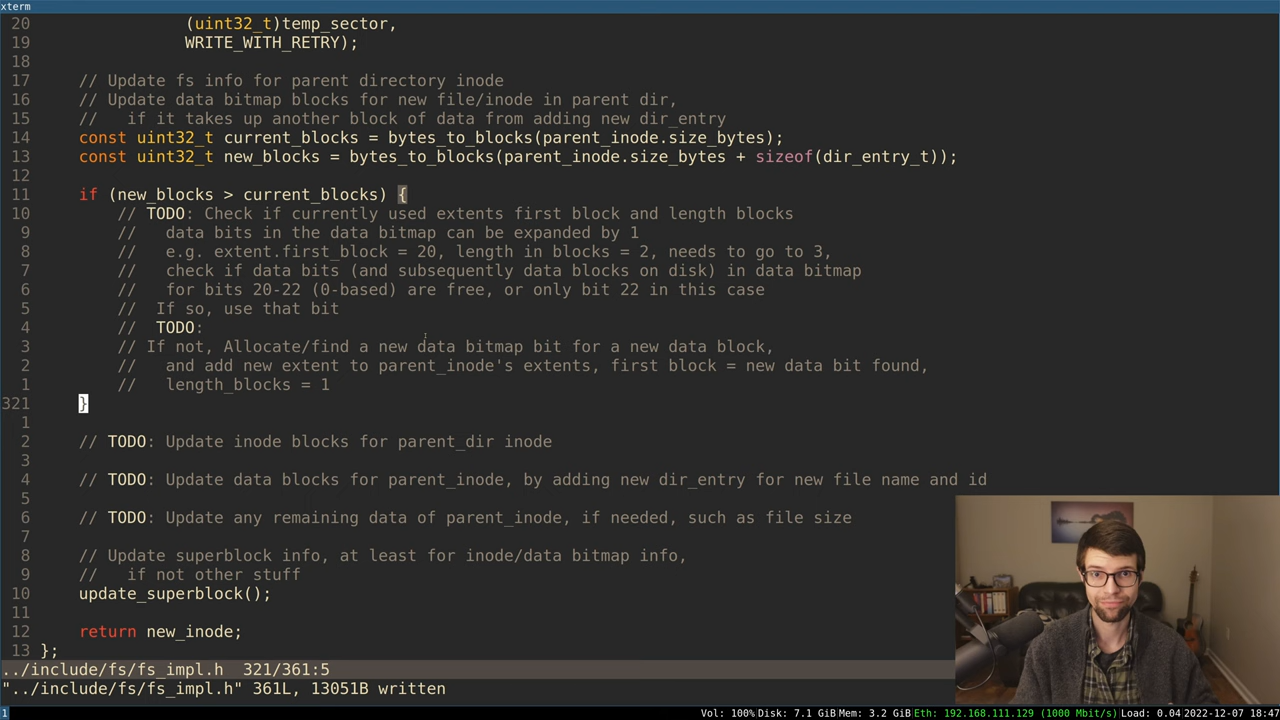 xterm
20                (uint32_t)temp_sector,
19                WRITE_WITH_RETRY);
18
17     // Update fs info for parent directory inode
16     // Update data bitmap blocks for new file/inode in parent dir,
15     //   if it takes up another block of data from adding new dir_entry
14     const uint32_t current_blocks = bytes_to_blocks(parent_inode.size_bytes);
13     const uint32_t new_blocks = bytes_to_blocks(parent_inode.size_bytes + sizeof(dir_entry_t));
12
11     if (new_blocks > current_blocks) {
10         // TODO: Check if currently used extents first block and length blocks
9         //   data bits in the data bitmap can be expanded by 1
8         //   e.g. extent.first_block = 20, length in blocks = 2, needs to go to 3,
7         //   check if data bits (and subsequently data blocks on disk) in data bitmap
6         //   for bits 20-22 (0-based) are free, or only bit 22 in this case
5         //  If so, use that bit
4         //  TODO:
3         // If not, Allocate/find a new data bitmap bit for a new data block,
2         //   and add new extent to parent_inode's extents, first block = new data bit found,
1         //   length_blocks = 1
321     }
1
2     // TODO: Update inode blocks for parent_dir inode
3
4     // TODO: Update data blocks for parent_inode, by adding new dir_entry for new file name and id
5
6     // TODO: Update any remaining data of parent_inode, if needed, such as file size
7
8     // Update superblock info, at least for inode/data bitmap info,
9     //   if not other stuff
10     update_superblock();
11
12     return new_inode;
13 };
../include/fs/fs_impl.h  321/361:5
"../include/fs/fs_impl.h" 361L, 13051B written
1 Vol: 100% Disk: 7.1 GiB Mem: 3.2 GiB Eth: 192.168.111.129 (1000 Mbit/s) Load: 0.04 2022-12-07 18:47